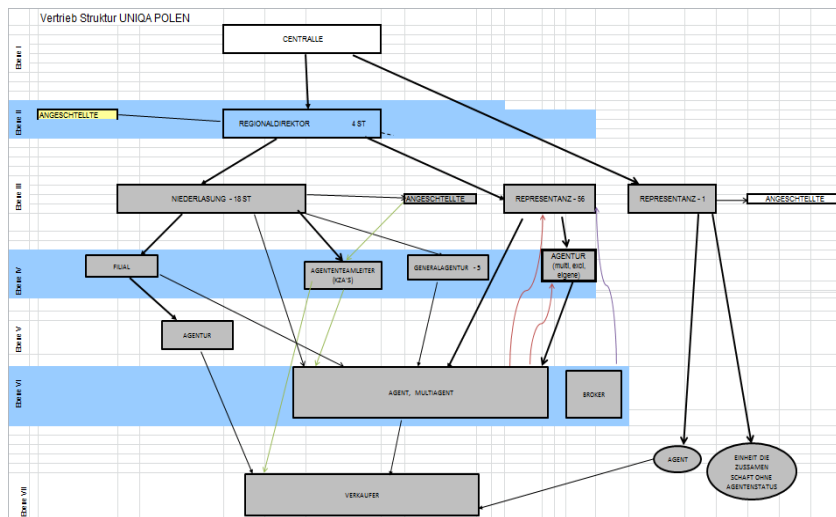 Vertrieb Struktur UNIQA POLEN
Ebene I
CENTRALLE
Ebene II
ANGESCHTELLTE
REGIONALDIREKTOR 4 ST
Ebene III
NIEDERLASUNG - 18 ST
ANGESCHTELLTE
REPRESENTANZ - 56
REPRESENTANZ - 1
ANGESCHTELLTE
Ebene IV
FILIAL
AGENTENTEAMLEITER
(KZA'S)
GENERALAGENTUR - 5
AGENTUR
(multi, excl,
eigene)
Ebene V
AGENTUR
Ebene VI
AGENT, MULTIAGENT
BROKER
AGENT
EINHEIT DIE
ZUSSAMEN
SCHAFT OHNE
AGENTENSTATUS
Ebene VII
VERKAUFER